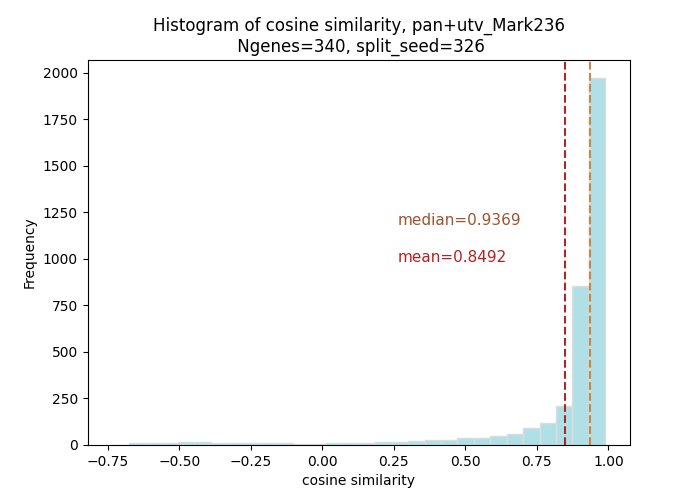 Histogram of cosine similarity, pan+utv_Mark236
Ngenes=340, split_seed=326
2000
1750
1500
1250
1000
750
500
250
0
Frequency
median=0.9369
mean=0.8492
−0.75
−0.50
−0.25
0.00
0.25
0.50
0.75
1.00
cosine similarity